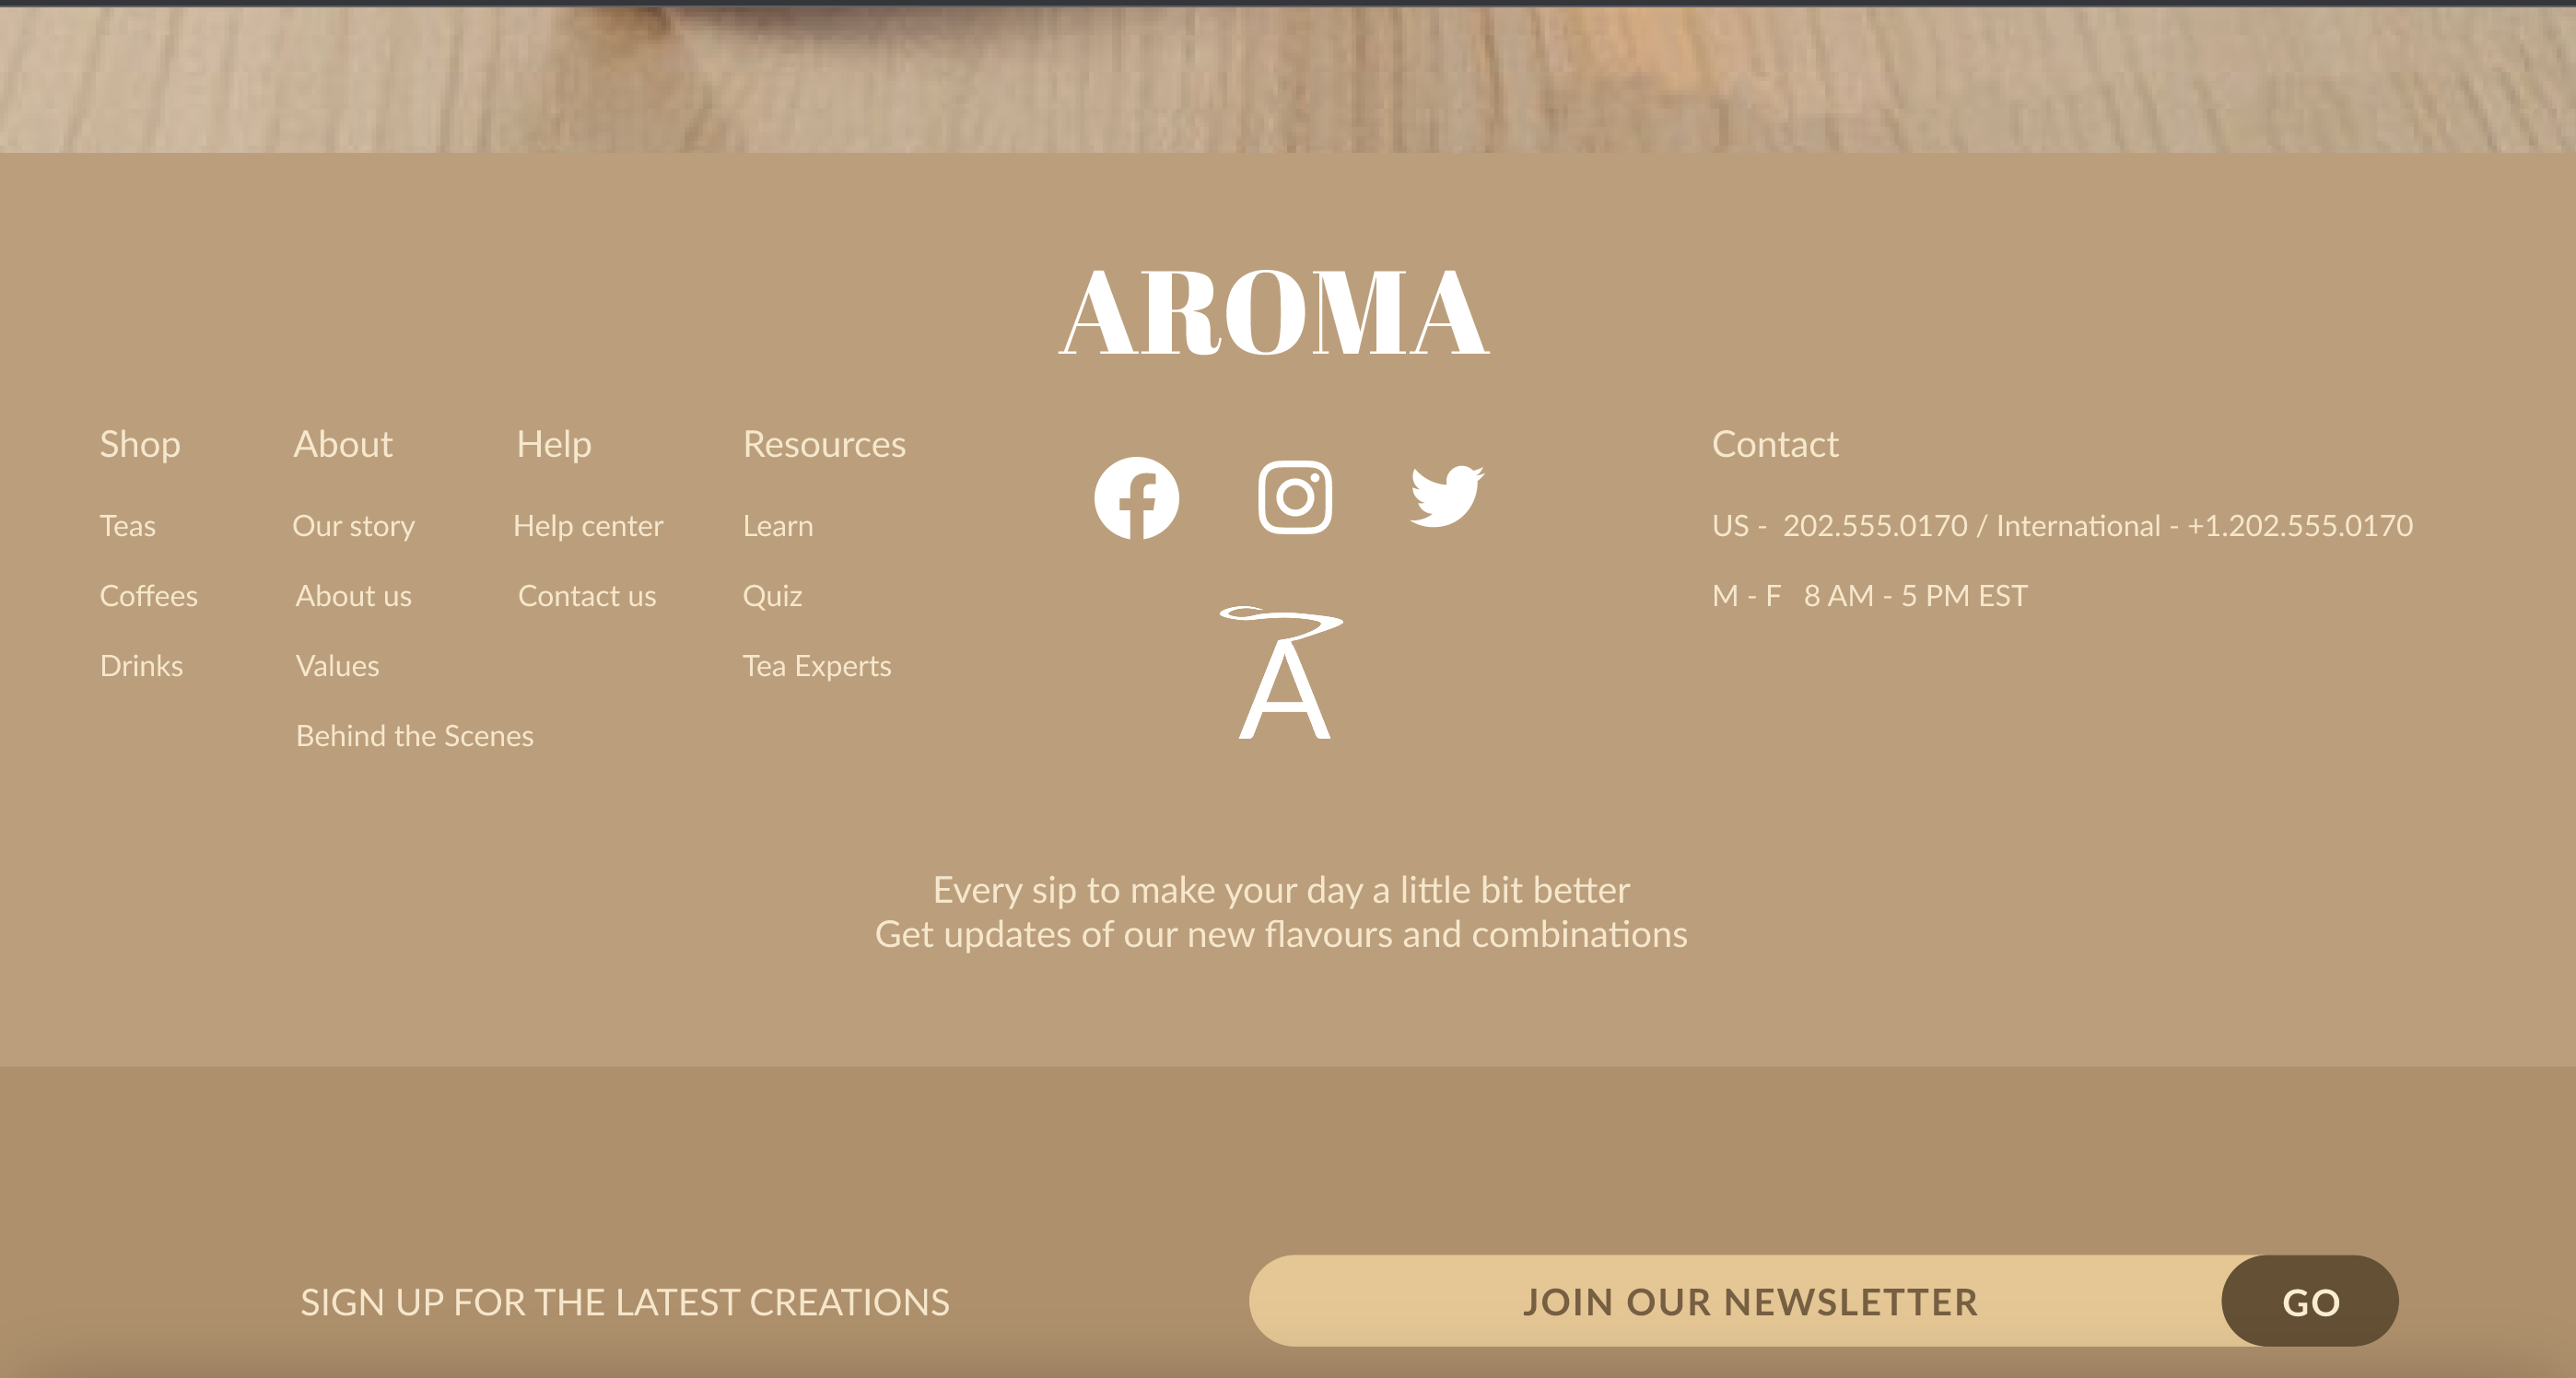 AROMA
Shop
Teas
Coffees
Drinks
About
Our story
About us
Values
Behind the Scenes
Help
Help center
Contact us
Resources
Learn
Quiz
Tea Experts
A
Contact
US -  202.555.0170 / International - +1.202.555.0170
M - F   8 AM - 5 PM EST
Every sip to make your day a little bit better
Get updates of our new flavours and combinations
SIGN UP FOR THE LATEST CREATIONS
JOIN OUR NEWSLETTER
GO